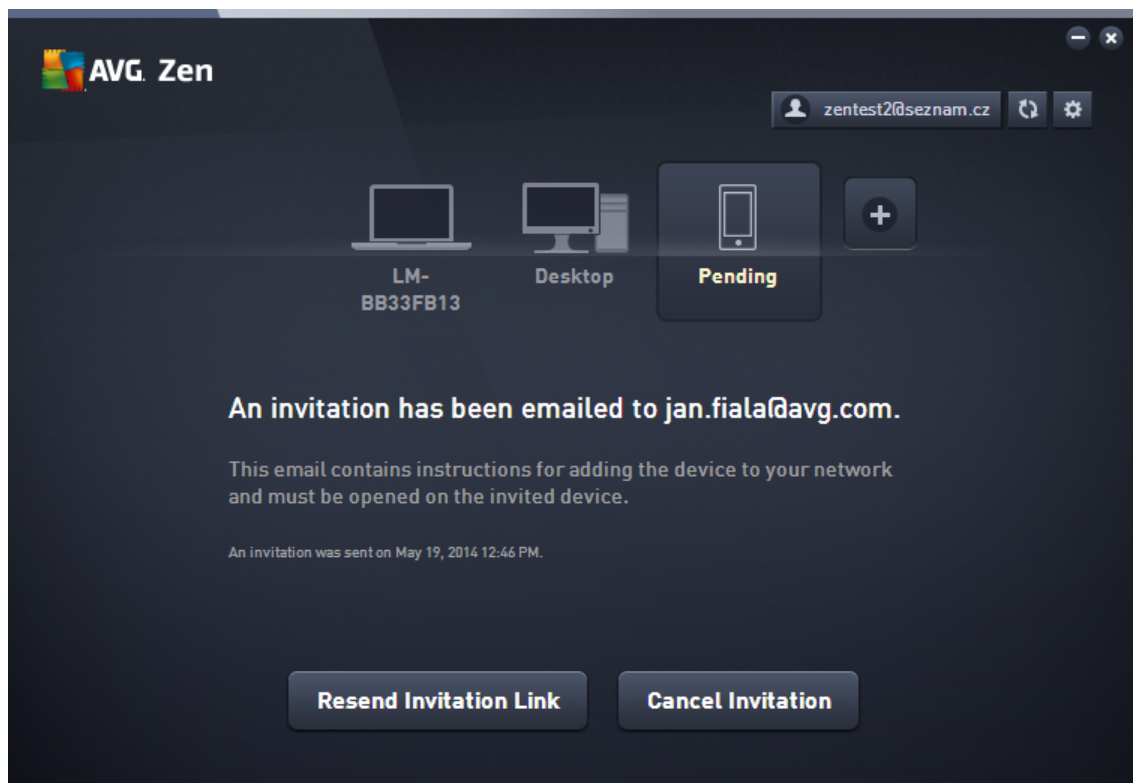 AVG. Zen
zentest2@seznam.cz
LM-
BB33FB13
Desktop
Pending
An invitation has been emailed to jan.fiala@avg.com.
This email contains instructions for adding the device to your network
and must be opened on the invited device.
An invitation was sent on May 19, 2014 12:46 PM.
Resend Invitation Link
Cancel Invitation